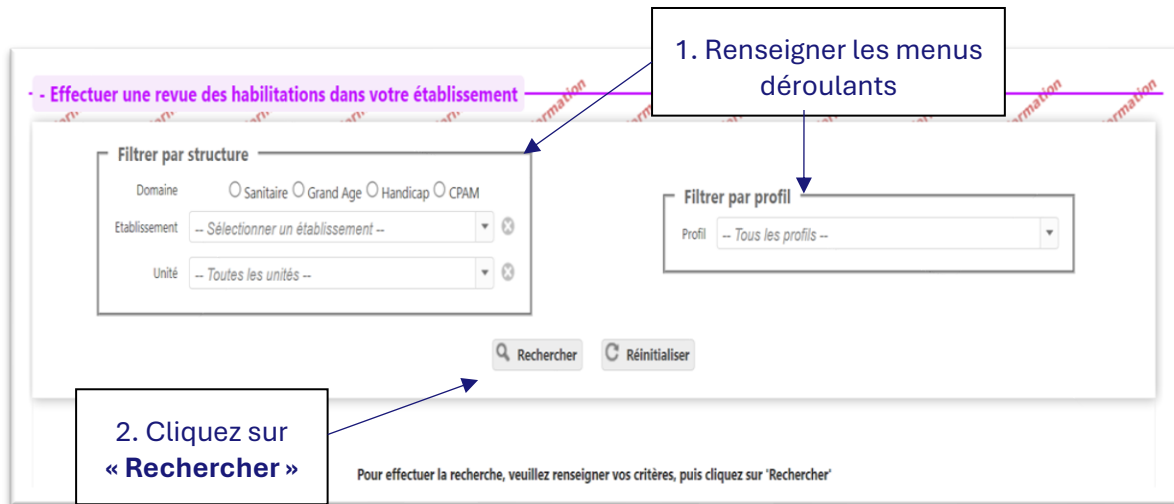 1. Renseigner les menus
déroulants
- - Effectuer une revue des habilitations dans votre établissement
Filtrer par structure
Domaine Sanitaire Grand Age Handicap CPAM
Etablissement -- Sélectionner un établissement --
Unité -- Toutes les unités --
Filtrer par profil
Profil -- Tous les profils --
Rechercher Réinitialiser
2. Cliquez sur
« Rechercher »
Pour effectuer la recherche, veuillez renseigner vos critères, puis cliquez sur 'Rechercher'